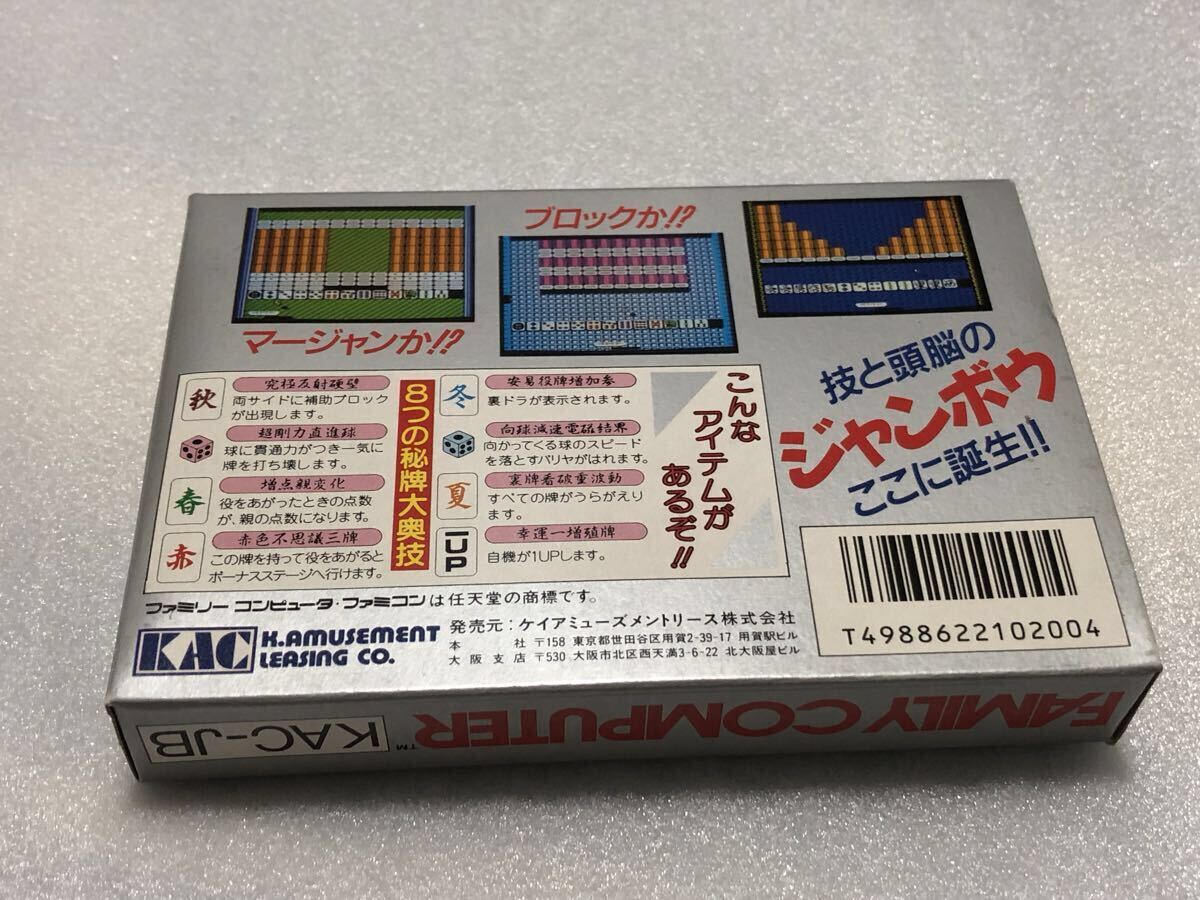 マージャンか!?
ブロックか!?
技と頭脳の
ジャンボウ
ここに誕生!!
こんな
アイテムが
あるぞ!!
8つの秘牌大奥技
秋
究極反射硬壁
両サイドに補助ブロック
が出現します。
超剛力直進球
球に貫通力がつき一気に
牌を打ち壊します。
春
増点親変化
役をあがったときの点数
が、親の点数になります。
赤
赤色不思議三牌
この牌を持って役をあがると
ボーナスステージへ行けます。
冬
安易役牌増加参
裏ドラが表示されます。
向球減速電磁結界
向かってくる球のスピード
を落とすバリヤがはれます。
夏
裏牌看破重波動
すべての牌がうらがえり
ます。
1UP
幸運一増殖牌
自機が1UPします。
ファミリーコンピュータ・ファミコンは任天堂の商標です。
KAC
K.AMUSEMENT
LEASING CO.
発売元:ケイアミューズメントリース株式会社
本 社 〒158 東京都世田谷区用賀2-39-17 用賀駅ビル
大阪支店 〒530 大阪市北区西天満3-6-22 北大阪屋ビル
T4988622102004
FAMILY COMPUTER™
KAC-JB